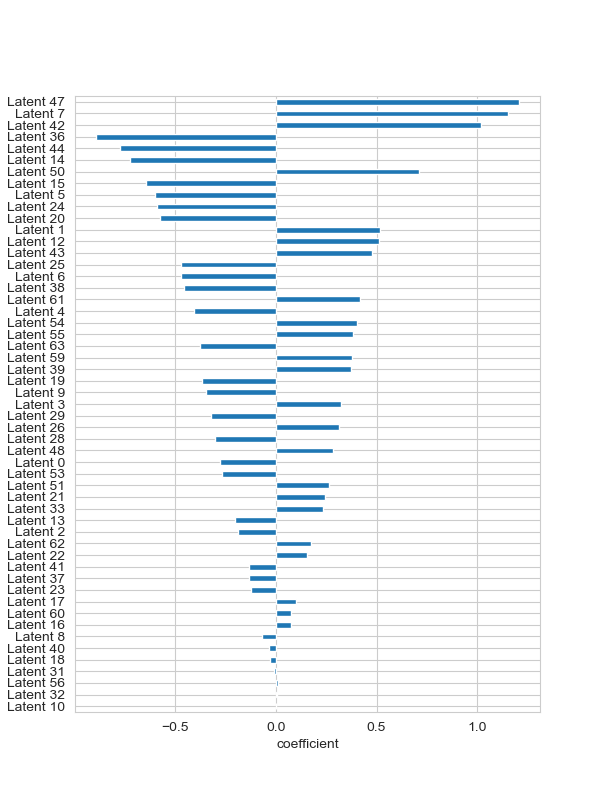 Latent 47
Latent 7
Latent 42
Latent 36
Latent 44
Latent 14
Latent 50
Latent 15
Latent 5
Latent 24
Latent 20
Latent 1
Latent 12
Latent 43
Latent 25
Latent 6
Latent 38
Latent 61
Latent 4
Latent 54
Latent 55
Latent 63
Latent 59
Latent 39
Latent 19
Latent 9
Latent 3
Latent 29
Latent 26
Latent 28
Latent 48
Latent 0
Latent 53
Latent 51
Latent 21
Latent 33
Latent 13
Latent 2
Latent 62
Latent 22
Latent 41
Latent 37
Latent 23
Latent 17
Latent 60
Latent 16
Latent 8
Latent 40
Latent 18
Latent 31
Latent 56
Latent 32
Latent 10
−0.5 0.0 0.5 1.0
coefficient